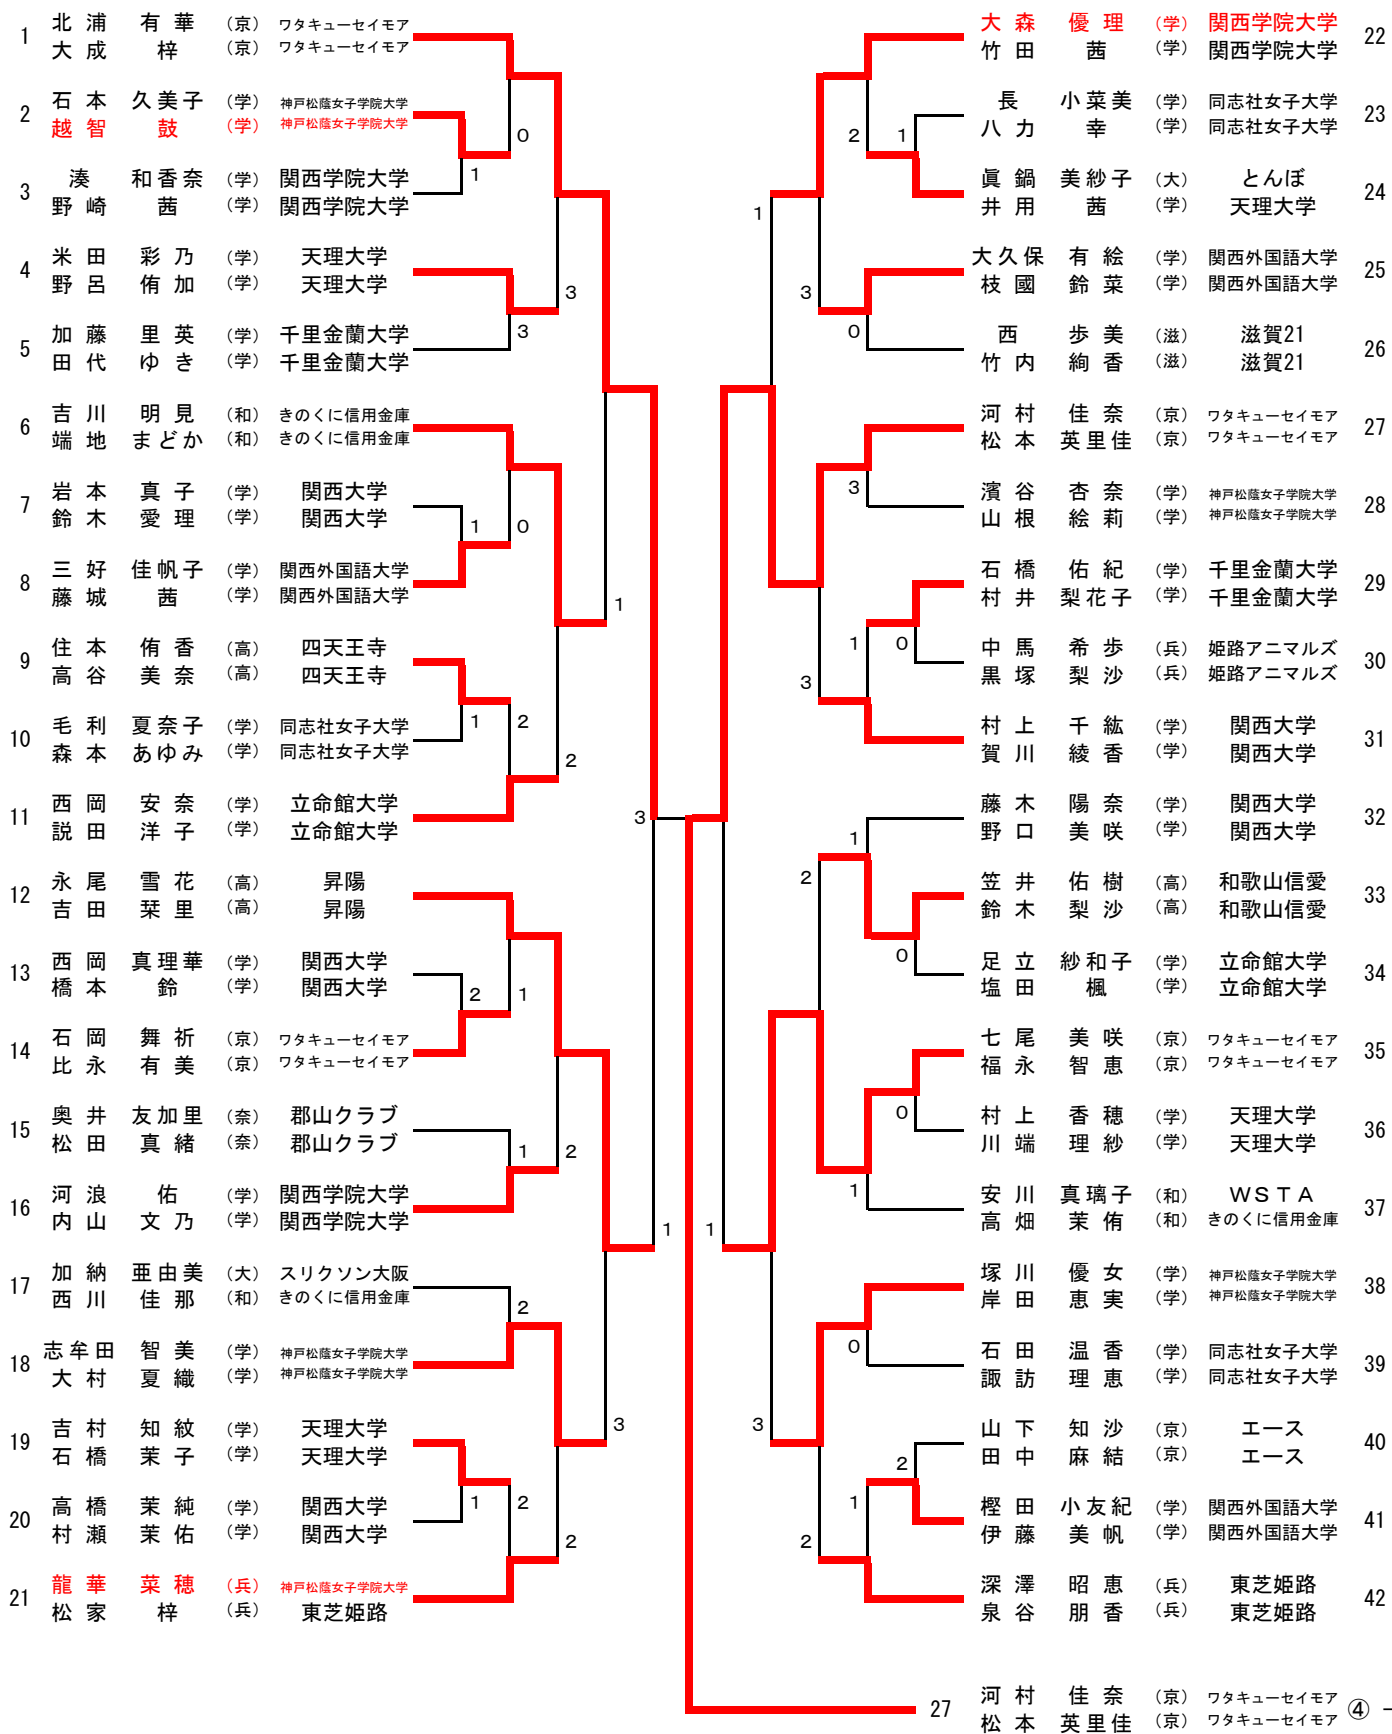 1 北浦 有華 (京) ワタキューセイモア
大成 梓 (京) ワタキューセイモア
2 石本 久美子 (学) 神戸松蔭女子学院大学
越智 鼓 (学) 神戸松蔭女子学院大学
0
1
3 湊 和香奈 (学) 関西学院大学
野崎 茜 (学) 関西学院大学
4 米田 彩乃 (学) 天理大学
野呂 侑加 (学) 天理大学
3
3
5 加藤 里英 (学) 千里金蘭大学
田代 ゆき (学) 千里金蘭大学
6 吉川 明見 (和) きのくに信用金庫
端地 まどか (和) きのくに信用金庫
7 岩本 真子 (学) 関西大学
鈴木 愛理 (学) 関西大学
1 0
8 三好 佳帆子 (学) 関西外国語大学
藤城 茜 (学) 関西外国語大学
1
9 住本 侑香 (高) 四天王寺
高谷 美奈 (高) 四天王寺
1 2
10 毛利 夏奈子 (学) 同志社女子大学
森本 あゆみ (学) 同志社女子大学
2
11 西岡 安奈 (学) 立命館大学
説田 洋子 (学) 立命館大学
3
12 永尾 雪花 (高) 昇陽
吉田 栞里 (高) 昇陽
13 西岡 真理華 (学) 関西大学
橋本 鈴 (学) 関西大学
2 1
14 石岡 舞祈 (京) ワタキューセイモア
比永 有美 (京) ワタキューセイモア
15 奥井 友加里 (奈) 郡山クラブ
松田 真緒 (奈) 郡山クラブ
1 2
16 河浪 佑 (学) 関西学院大学
内山 文乃 (学) 関西学院大学
1
17 加納 亜由美 (大) スリクソン大阪
西川 佳那 (和) きのくに信用金庫
2
18 志牟田 智美 (学) 神戸松蔭女子学院大学
大村 夏織 (学) 神戸松蔭女子学院大学
3
19 吉村 知紋 (学) 天理大学
石橋 茉子 (学) 天理大学
1 2
20 高橋 茉純 (学) 関西大学
村瀬 茉佑 (学) 関西大学
2
21 龍華 菜穂 (兵) 神戸松蔭女子学院大学
松家 梓 (兵) 東芝姫路
大森 優理 (学) 関西学院大学 22
竹田 茜 (学) 関西学院大学
長 小菜美 (学) 同志社女子大学 23
八力 幸 (学) 同志社女子大学
2 1
眞鍋 美紗子 (大) とんぼ 24
井用 茜 (学) 天理大学
1
大久保 有絵 (学) 関西外国語大学 25
枝國 鈴菜 (学) 関西外国語大学
3
0
西 歩美 (滋) 滋賀21 26
竹内 絢香 (滋) 滋賀21
河村 佳奈 (京) ワタキューセイモア 27
松本 英里佳 (京) ワタキューセイモア
3
濱谷 杏奈 (学) 神戸松蔭女子学院大学 28
山根 絵莉 (学) 神戸松蔭女子学院大学
石橋 佑紀 (学) 千里金蘭大学 29
村井 梨花子 (学) 千里金蘭大学
1 0
中馬 希歩 (兵) 姫路アニマルズ 30
黒塚 梨沙 (兵) 姫路アニマルズ
3
村上 千紘 (学) 関西大学 31
賀川 綾香 (学) 関西大学
藤木 陽奈 (学) 関西大学 32
野口 美咲 (学) 関西大学
1
2
笠井 佑樹 (高) 和歌山信愛 33
鈴木 梨沙 (高) 和歌山信愛
0
足立 紗和子 (学) 立命館大学 34
塩田 楓 (学) 立命館大学
七尾 美咲 (京) ワタキューセイモア 35
福永 智恵 (京) ワタキューセイモア
0
村上 香穂 (学) 天理大学 36
川端 理紗 (学) 天理大学
1
安川 真璃子 (和) WSTA 37
高畑 茉侑 (和) きのくに信用金庫
1
塚川 優女 (学) 神戸松蔭女子学院大学 38
岸田 恵実 (学) 神戸松蔭女子学院大学
0
石田 温香 (学) 同志社女子大学 39
諏訪 理恵 (学) 同志社女子大学
3
山下 知沙 (京) エース 40
田中 麻結 (京) エース
2
1
樫田 小友紀 (学) 関西外国語大学 41
伊藤 美帆 (学) 関西外国語大学
2
深澤 昭恵 (兵) 東芝姫路 42
泉谷 朋香 (兵) 東芝姫路
27 河村 佳奈 (京) ワタキューセイモア ④ -
松本 英里佳 (京) ワタキューセイモア